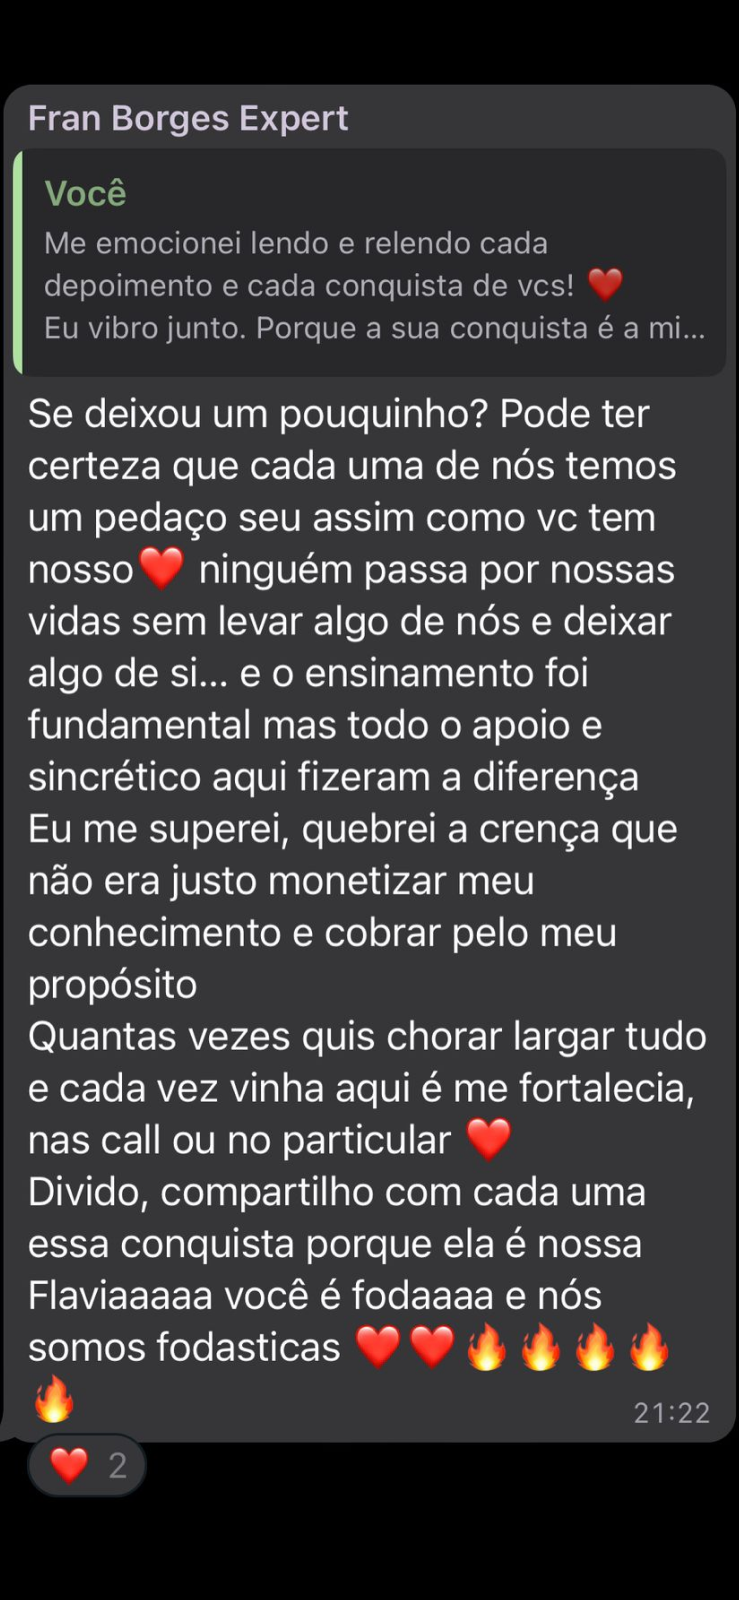 Fran Borges Expert
Você
Me emocionei lendo e relendo cada
depoimento e cada conquista de vcs! ❤️
Eu vibro junto. Porque a sua conquista é a mi...
Se deixou um pouquinho? Pode ter
certeza que cada uma de nós temos
um pedaço seu assim como vc tem
nosso❤️ ninguém passa por nossas
vidas sem levar algo de nós e deixar
algo de si... e o ensinamento foi
fundamental mas todo o apoio e
sincrético aqui fizeram a diferença
Eu me superei, quebrei a crença que
não era justo monetizar meu
conhecimento e cobrar pelo meu
propósito
Quantas vezes quis chorar largar tudo
e cada vez vinha aqui é me fortalecia,
nas call ou no particular ❤️
Divido, compartilho com cada uma
essa conquista porque ela é nossa
Flaviaaaaa você é fodaaaa e nós
somos fodasticas ❤️❤️🔥🔥🔥🔥
🔥
21:22
❤️ 2